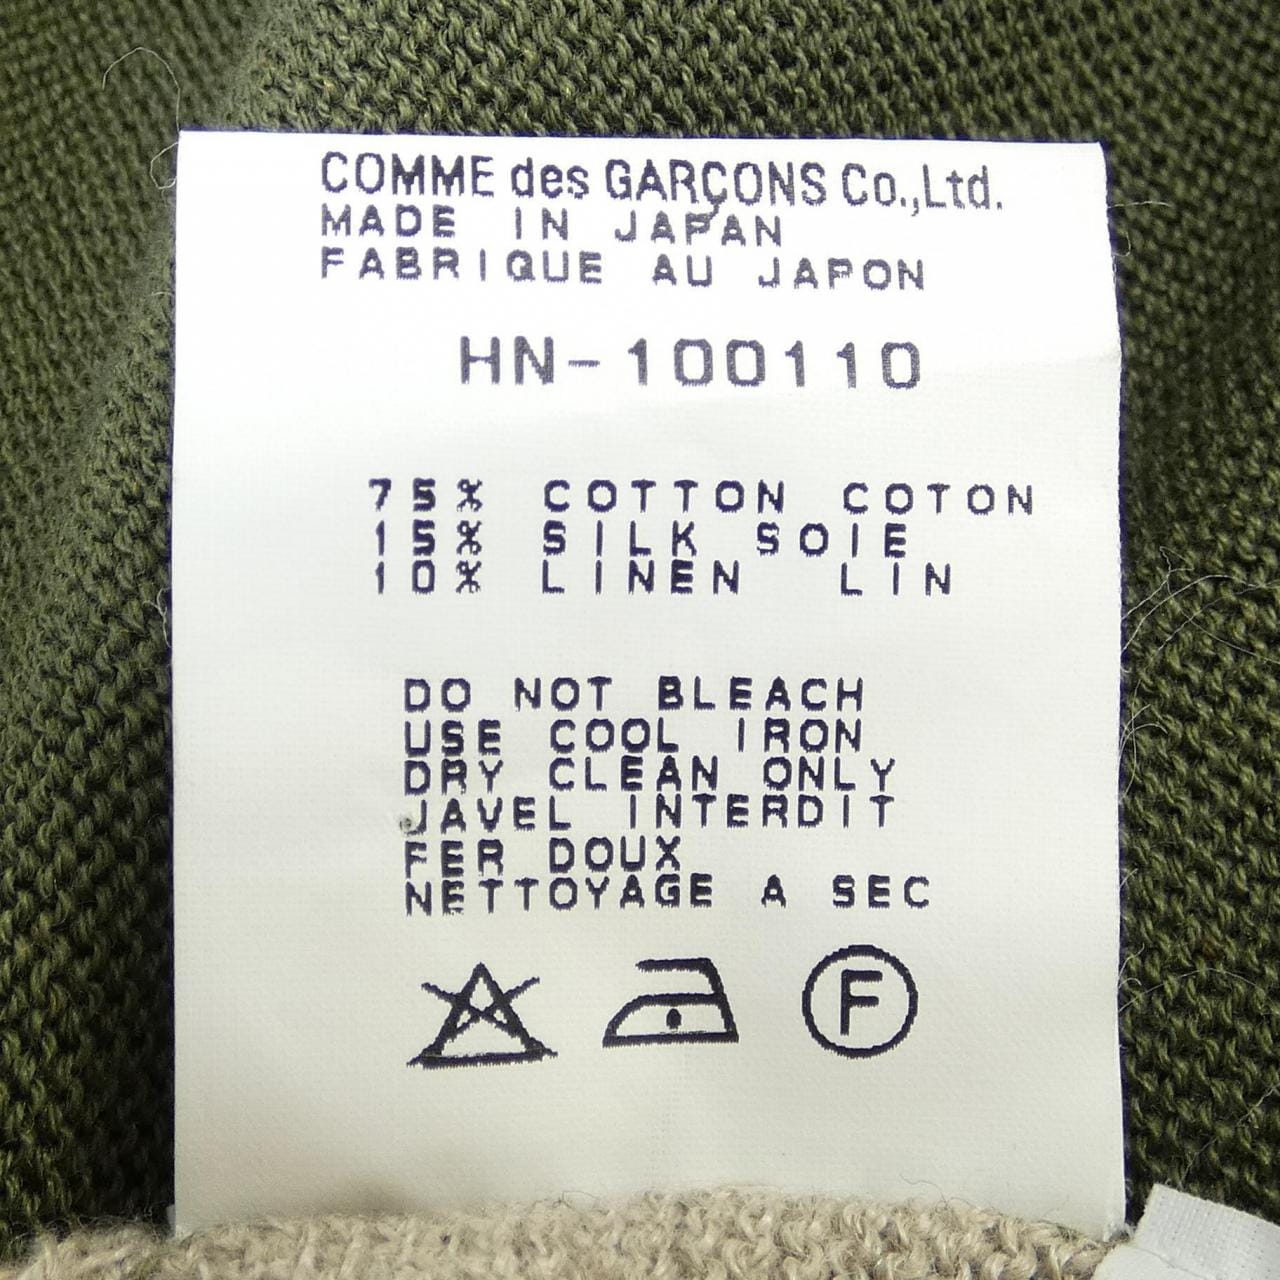 COMME des GARÇONS Co.,Ltd.
MADE IN JAPAN
FABRIQUE AU JAPON
HN-100110
75% COTTON COTON
15% SILK SOIE
10% LINEN LIN
DO NOT BLEACH
USE COOL IRON
DRY CLEAN ONLY
JAVEL INTERDIT
FER DOUX
NETTOYAGE A SEC
F